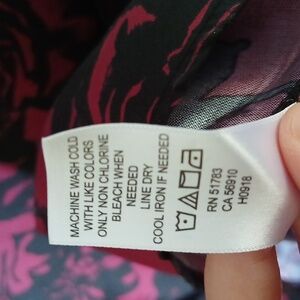 MACHINE WASH COLD
WITH LIKE COLORS
ONLY NON CHLORINE
BLEACH WHEN
NEEDED
LINE DRY
COOL IRON IF NEEDED
RN 51783
CA 56910
H0918